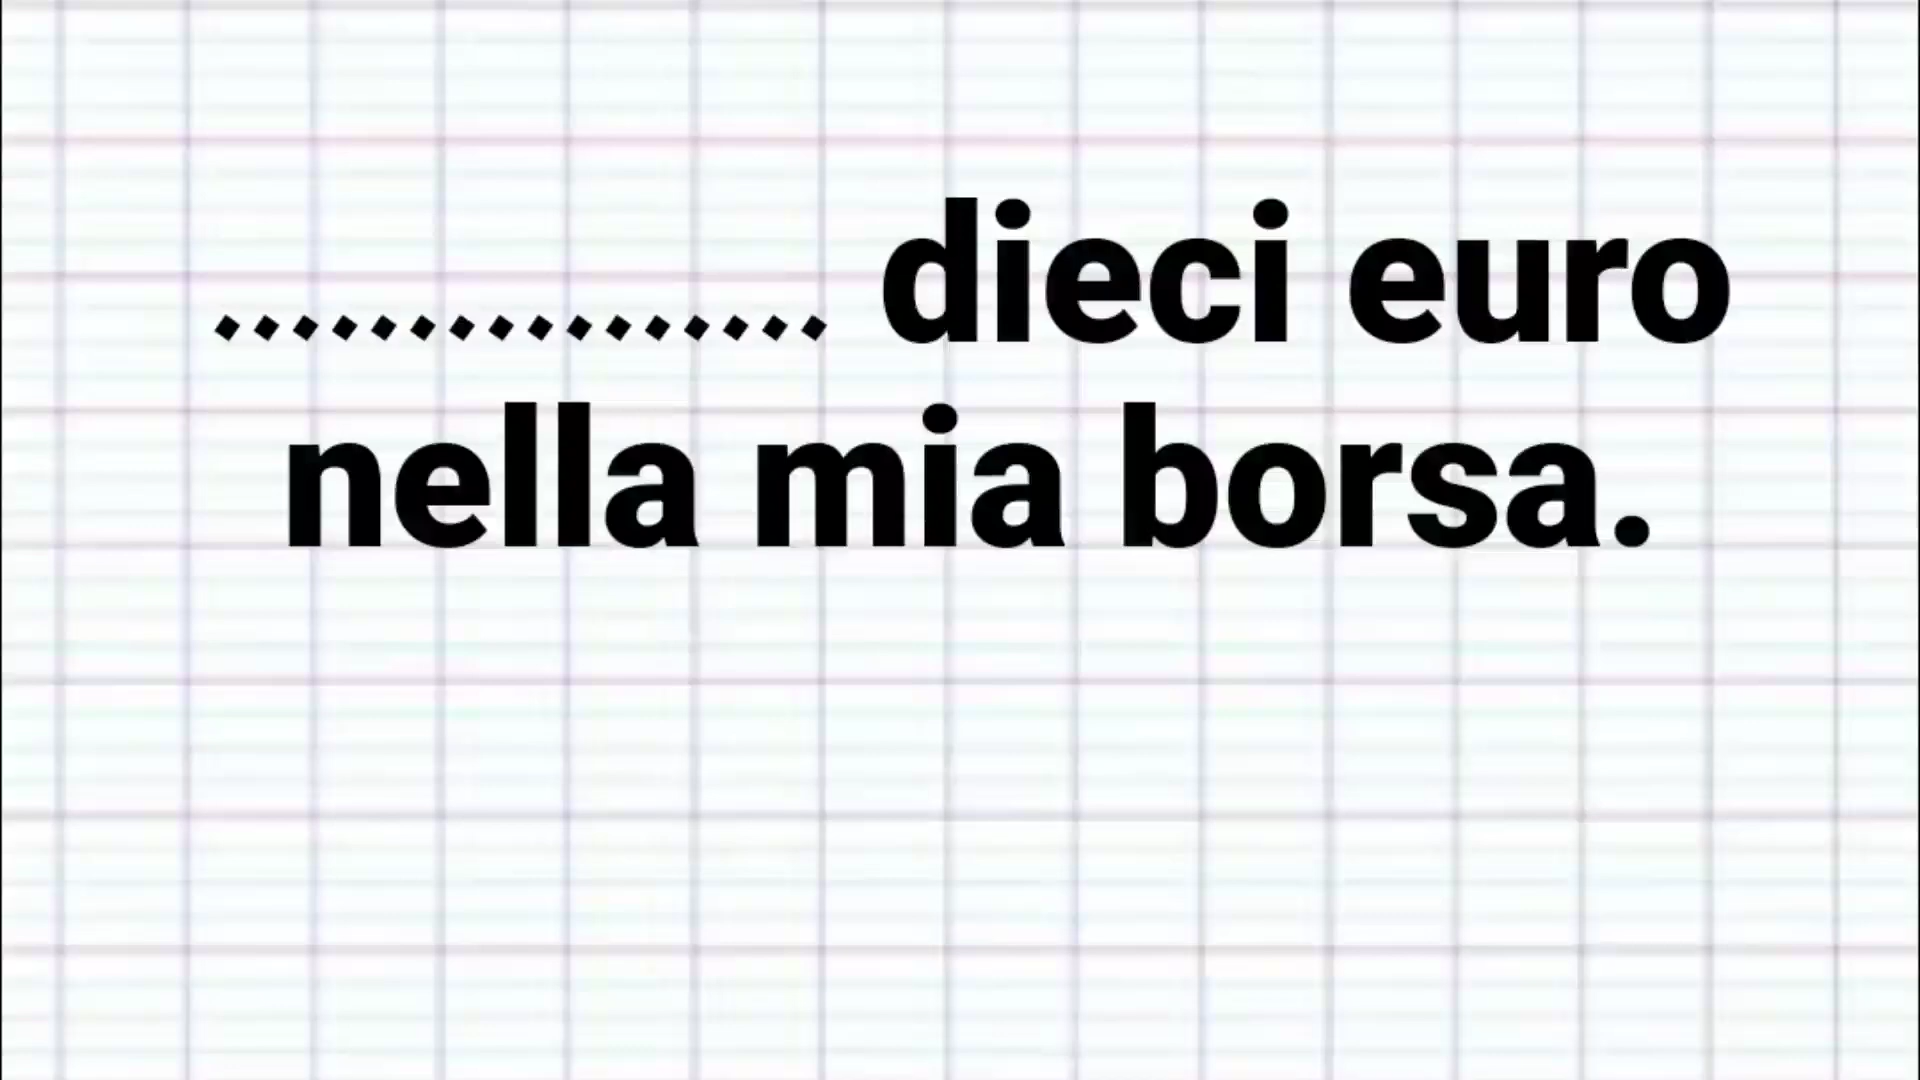 ................ dieci euro
nella mia borsa.